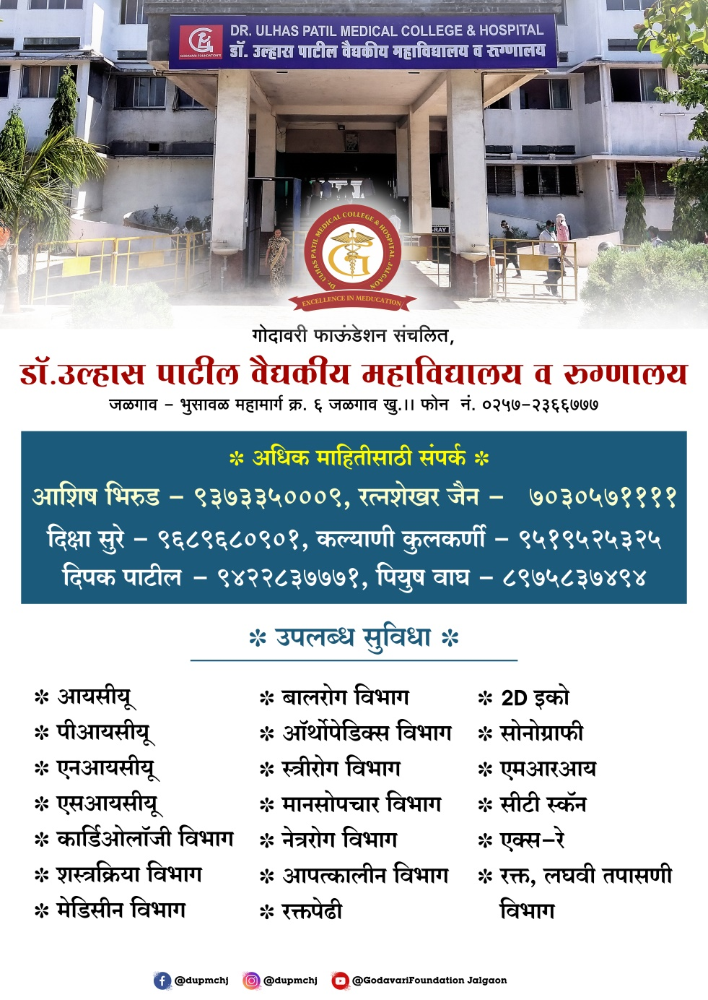 DR. ULHAS PATIL MEDICAL COLLEGE & HOSPITAL
डॉ. उल्हास पाटील वैद्यकीय महाविद्यालय व रुग्णालय
GODAVARI FOUNDATION'S
X-RAY
DR. ULHAS PATIL MEDICAL COLLEGE & HOSPITAL, JALGAON
EXCELLENCE IN MEDUCATION
गोदावरी फाऊंडेशन संचलित,
डॉ.उल्हास पाटील वैद्यकीय महाविद्यालय व रुग्णालय
जळगाव – भुसावळ महामार्ग क्र. ६ जळगाव खु.।। फोन नं. ०२५७-२३६६७७७
❇ अधिक माहितीसाठी संपर्क ❇
आशिष भिरुड – ९३७३३५०००९, रत्नशेखर जैन – ७०३०५७११११
दिक्षा सुरे – ९६८९६८०९०१, कल्याणी कुलकर्णी – ९५१९५२५३२५
दिपक पाटील – ९४२२८३७७७१, पियुष वाघ – ८९७५८३७४९४
❇ उपलब्ध सुविधा ❇
❇ आयसीयू
❇ पीआयसीयू
❇ एनआयसीयू
❇ एसआयसीयू
❇ कार्डिओलॉजी विभाग
❇ शस्त्रक्रिया विभाग
❇ मेडिसीन विभाग
❇ बालरोग विभाग
❇ ऑर्थोपेडिक्स विभाग
❇ स्त्रीरोग विभाग
❇ मानसोपचार विभाग
❇ नेत्ररोग विभाग
❇ आपत्कालीन विभाग
❇ रक्तपेढी
❇ 2D इको
❇ सोनोग्राफी
❇ एमआरआय
❇ सीटी स्कॅन
❇ एक्स-रे
❇ रक्त, लघवी तपासणी
विभाग
@dupmchj @dupmchj @GodavariFoundation Jalgaon